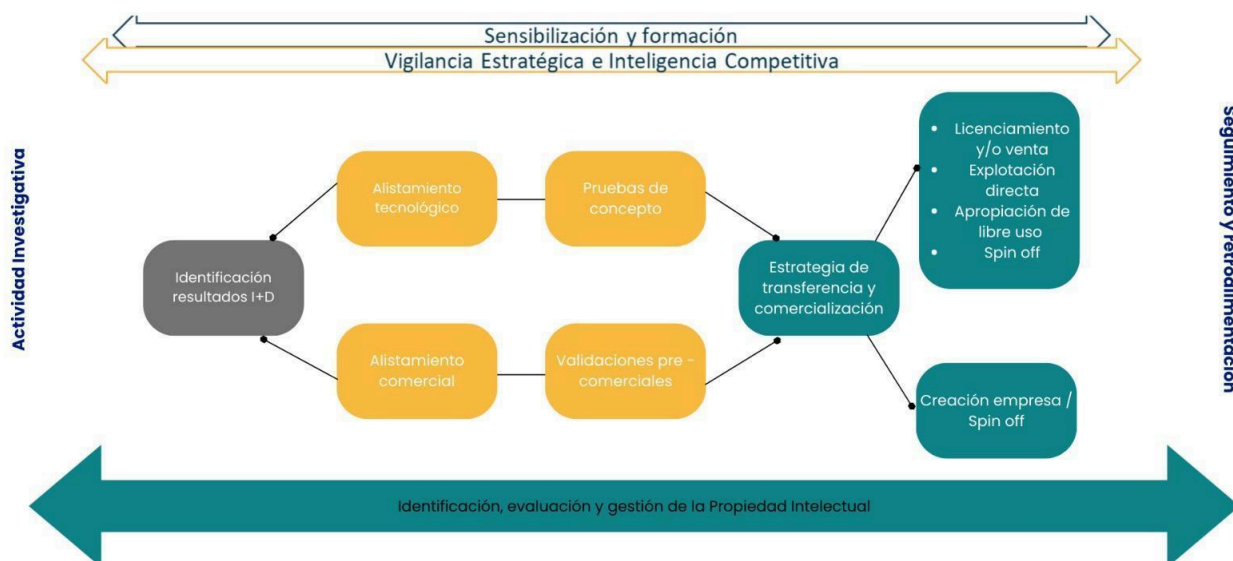 Sensibilización y formación
Vigilancia Estratégica e Inteligencia Competitiva
Actividad Investigativa
Identificación
resultados I+D
Alistamiento
tecnológico
Pruebas de
concepto
Alistamiento
comercial
Validaciones pre -
comerciales
Estrategia de
transferencia y
comercialización
• Licenciamiento
y/o venta
• Explotación
directa
• Apropiación de
libre uso
• Spin off
Creación empresa /
Spin off
seguimiento y retroalimentación
Identificación, evaluación y gestión de la Propiedad Intelectual